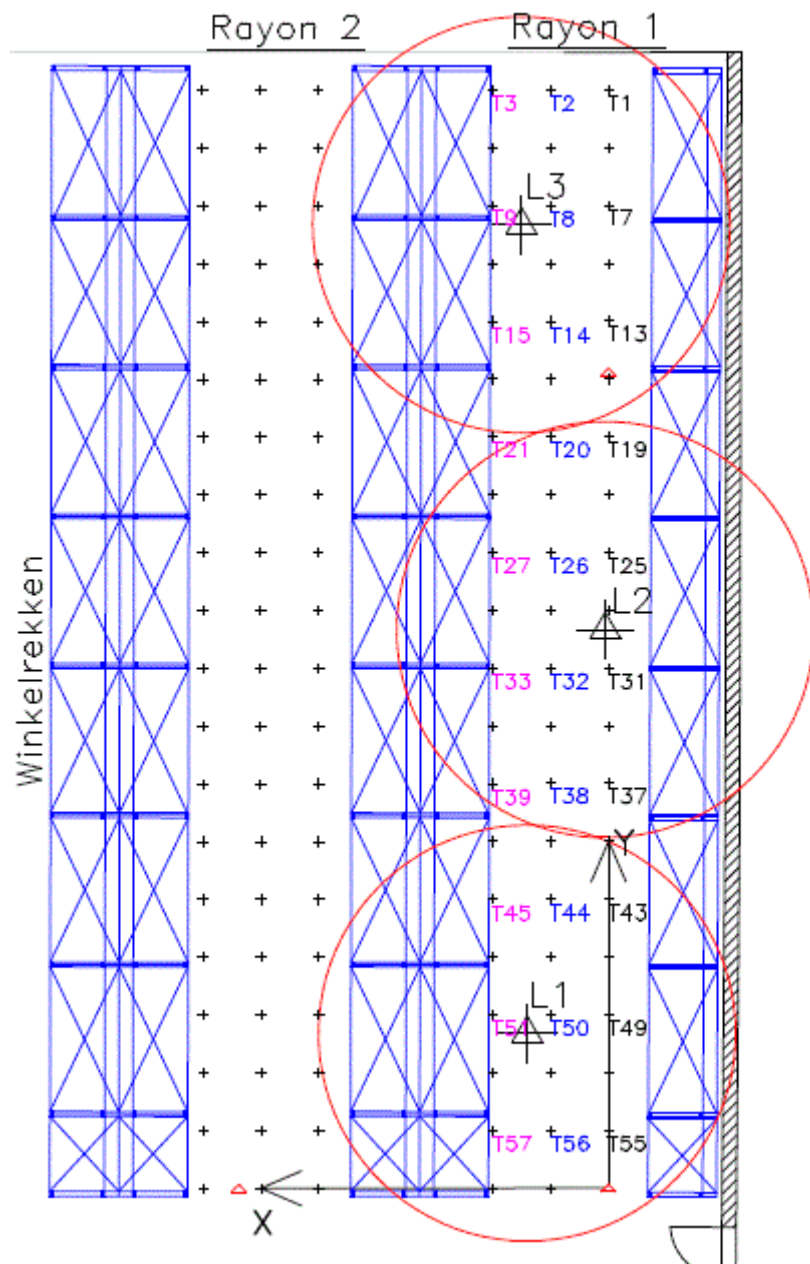 Rayon 2
Rayon 1
T3 T2 T1
L3
T9 T8 T7
T15 T14 T13
T21 T20 T19
T27 T26 T25
L2
T33 T32 T31
T39 T38 T37
Y
T45 T44 T43
L1
T51 T50 T49
T57 T56 T55
X
Winkelrekken